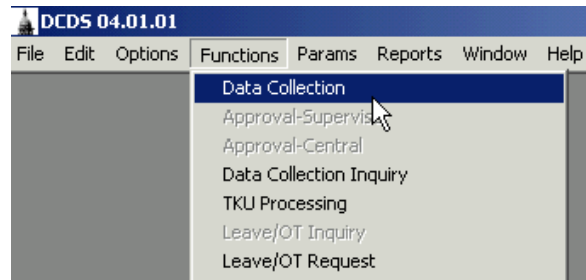 DCDS 04.01.01
File Edit Options Functions Params Reports Window Help
Data Collection
Approval-Supervis
Approval-Central
Data Collection Inquiry
TKU Processing
Leave/OT Inquiry
Leave/OT Request